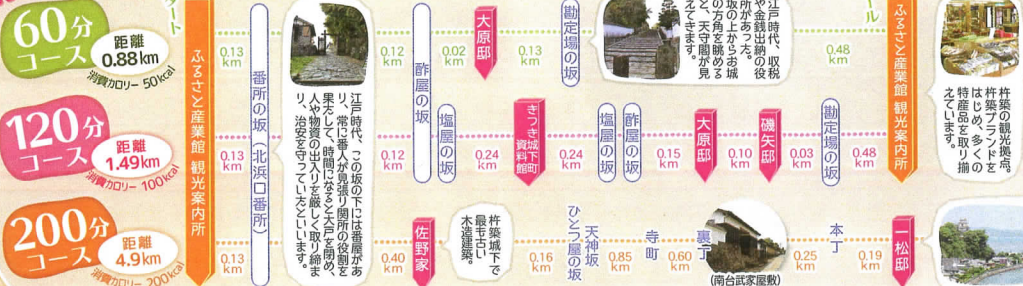 タート
60分
コース
距離
0.88km
消費カロリー 50kcal
120分
コース
距離
1.49km
消費カロリー 100kcal
200分
コース
距離
4.9km
消費カロリー 200kcal
ふるさと産業館 観光案内所
0.13
km
0.13
km
0.13
km
番所の坂(北浜口番所)
江戸時代、この坂の下には番屋があ
り、常に番人が見張り関所の役割を
果たして、時間になると大戸を閉め、
人や物資の出入りを厳しく取り締ま
り、治安を守っていたといいます。
0.12
km
酢屋の坂
0.02
km
大原邸
0.13
km
勘定場の坂
江戸時代、収税
や金銭出納の役
所があった。
坂の上からお城
の方角を眺める
と、天守閣が見
えてきます。
0.48
km
ール
0.12
km
塩屋の坂
0.24
km
きつき城下町
資料館
0.24
km
塩屋の坂
酢屋の坂
0.15
km
大原邸
0.10
km
磯矢邸
0.03
km
勘定場の坂
0.48
km
ふるさと産業館 観光案内所
杵築の観光拠点。
杵築ブランドを
はじめ、多くの
特産品を取り揃
えています。
0.40
km
佐野家
杵築城下で
最も古い
木造建築。
0.16
km
ひとつ屋の坂
天神坂
0.85
km
寺町
0.60
km
裏丁
(南台武家屋敷)
0.25
km
本丁
0.19
km
一松邸